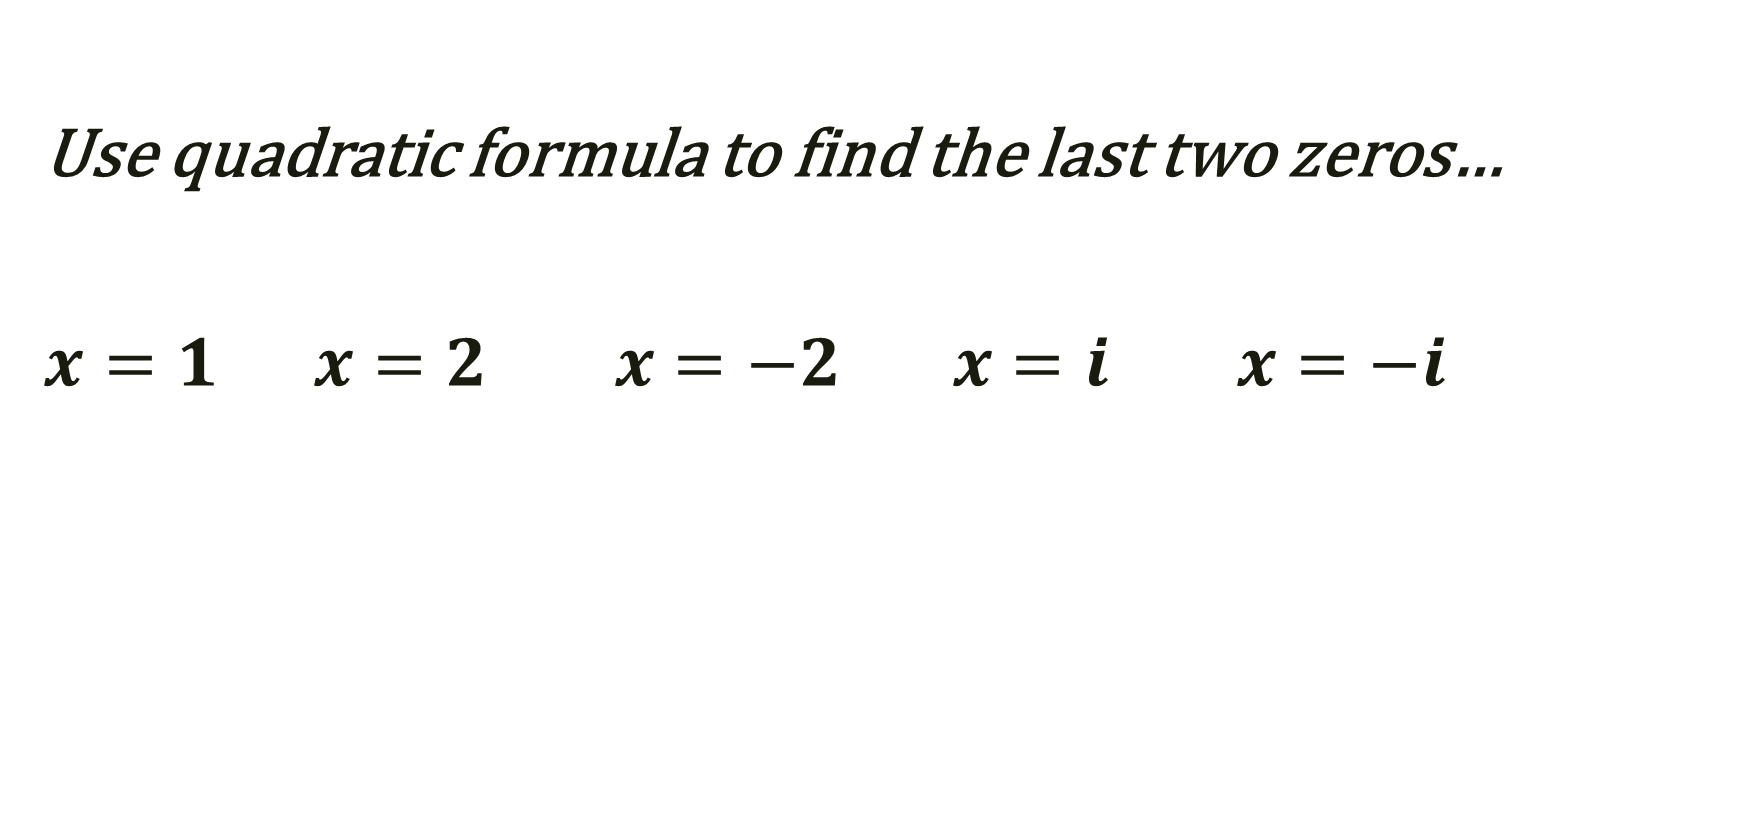 Use quadratic formula to find the last two zeros…
x = 1 x = 2 x = −2 x = i x = −i